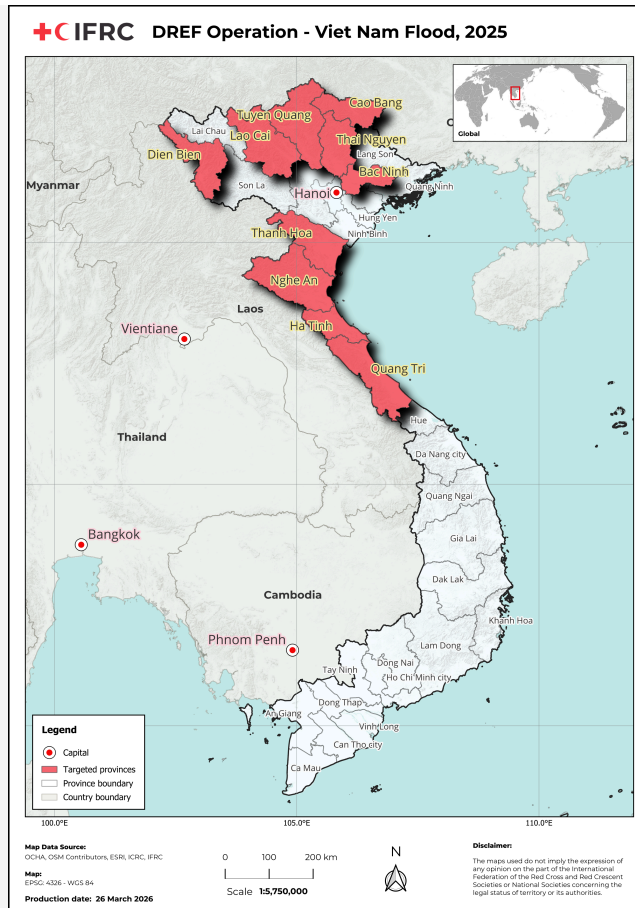 IFRC
DREF Operation - Viet Nam Flood, 2025
Global
Cao Bang
Tuyen Quang
Lai Chau
Lao Cai
Thai Nguyen
Dien Bien
Lang Son
Bac Ninh
Myanmar
Son La
Hanoi
Quang Ninh
Hung Yen
Thanh Hoa
Ninh Binh
Nghe An
Laos
Ha Tinh
Vientiane
Quang Tri
Hue
Thailand
Da Nang city
Quang Ngai
Bangkok
Gia Lai
Dak Lak
Cambodia
Khanh Hoa
Phnom Penh
Lam Dong
Tay Ninh
Dong Nai
Ho Chi Minh city
Dong Thap
An Giang
Vinh Long
Can Tho city
Ca Mau
Legend
Capital
Targeted provinces
Province boundary
Country boundary
100.0°E
105.0°E
110.0°E
Map Data Source:
OCHA, OSM Contributors, ESRI, ICRC, IFRC
Map:
EPSG: 4326 - WGS 84
Production date: 26 March 2026
0 100 200 km
Scale 1:5,750,000
N
Disclaimer:
The maps used do not imply the expression of
any opinion on the part of the International
Federation of the Red Cross and Red Crescent
Societies or National Societies concerning the
legal status of territory or its authorities.